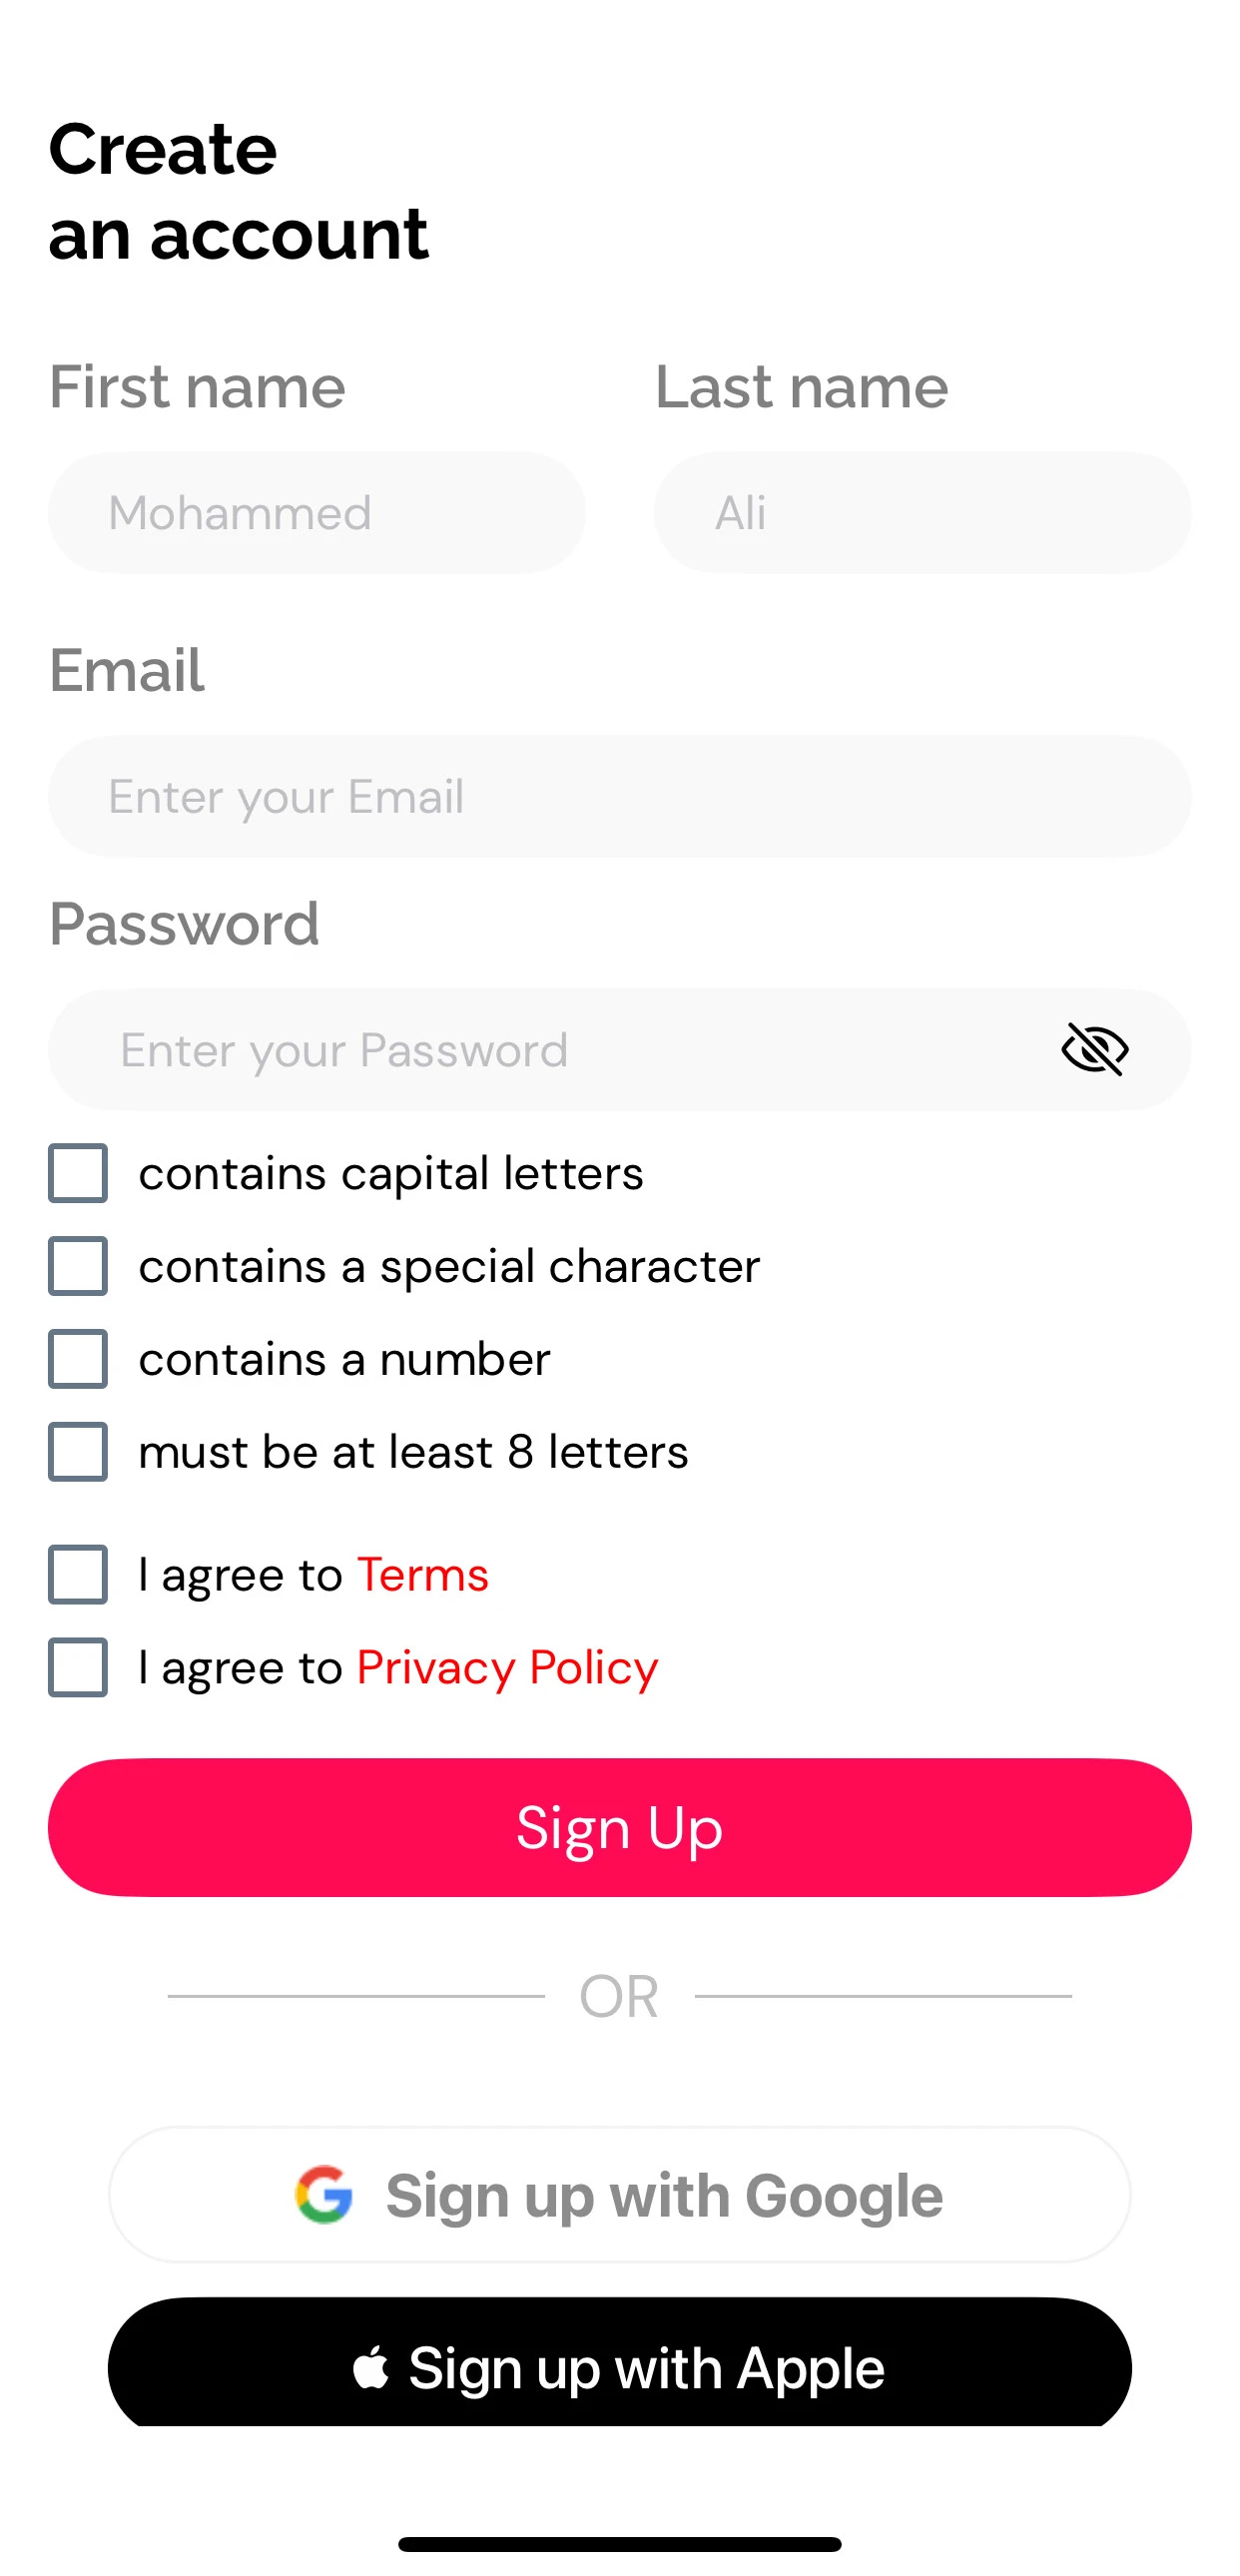 Create
an account
First name
Last name
Mohammed
Ali
Email
Enter your Email
Password
Enter your Password
contains capital letters
contains a special character
contains a number
must be at least 8 letters
I agree to Terms
I agree to Privacy Policy
Sign Up
OR
Sign up with Google
Sign up with Apple